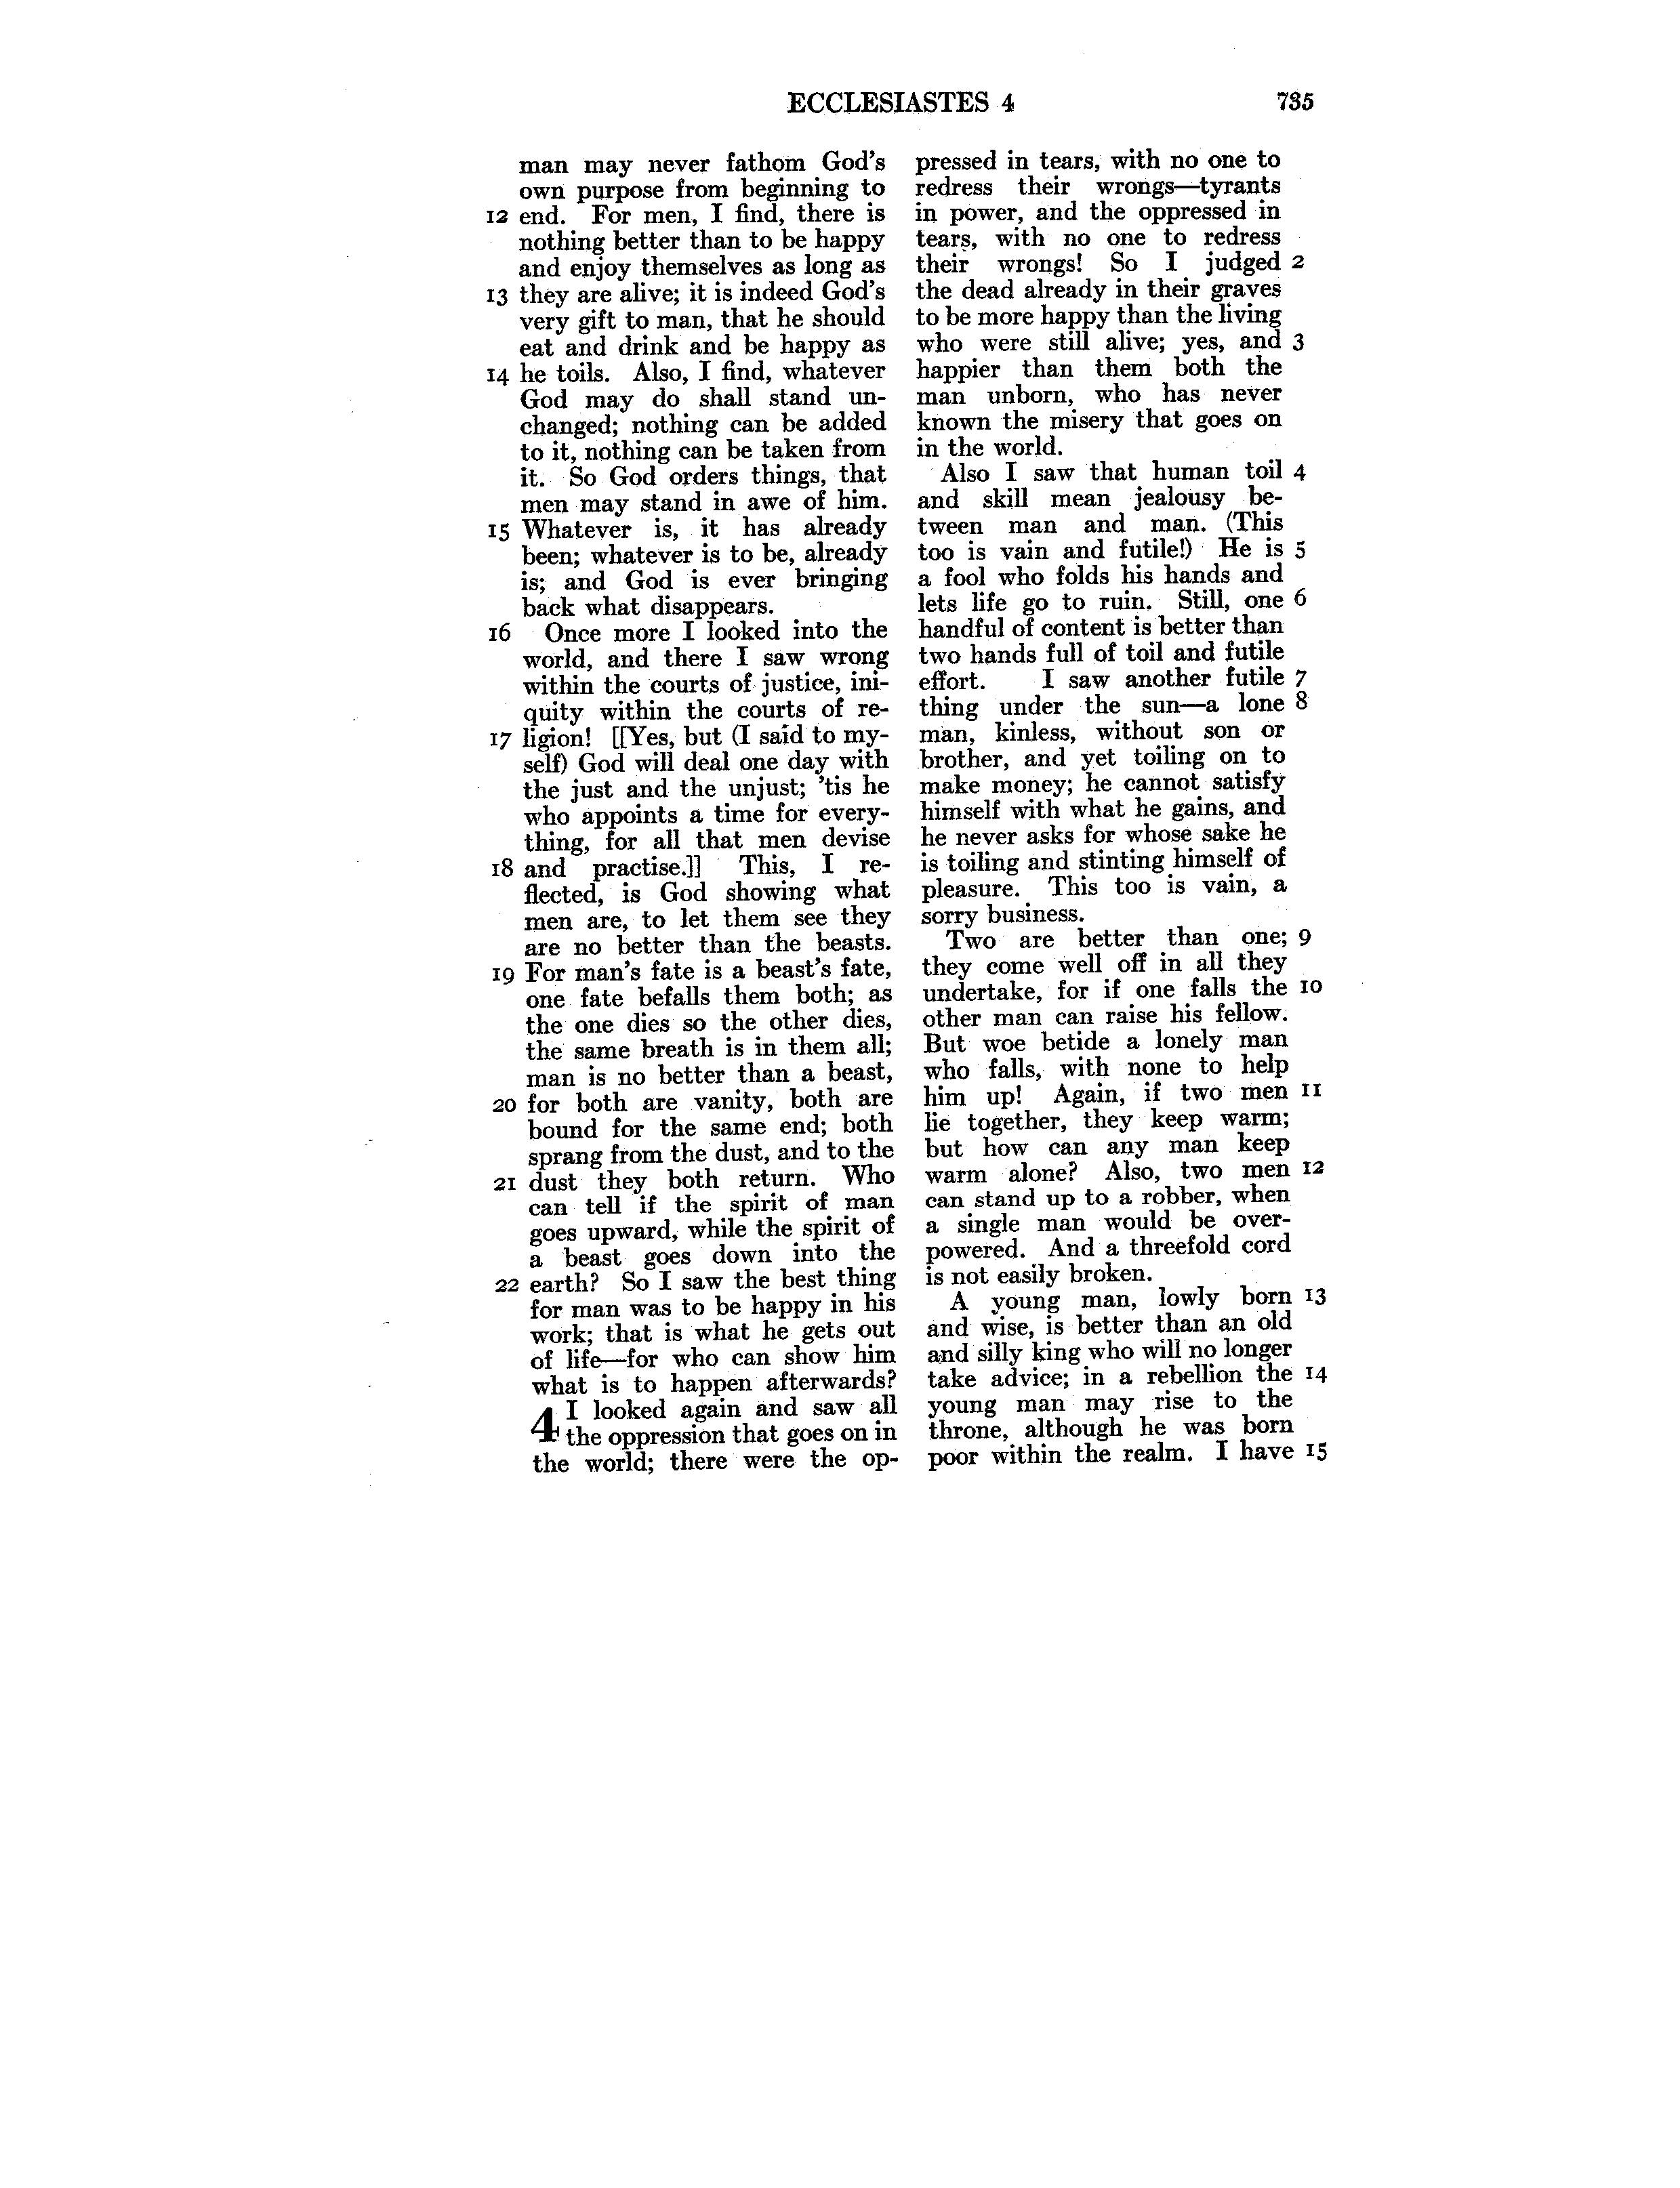 ECCLESIASTES 4 735
man may never fathom God's
own purpose from beginning to
12 end. For men, I find, there is
nothing better than to be happy
and enjoy themselves as long as
13 they are alive; it is indeed God's
very gift to man, that he should
eat and drink and be happy as
14 he toils. Also, I find, whatever
God may do shall stand un-
changed; nothing can be added
to it, nothing can be taken from
it. So God orders things, that
men may stand in awe of him.
15 Whatever is, it has already
been; whatever is to be, already
is; and God is ever bringing
back what disappears.
16 Once more I looked into the
world, and there I saw wrong
within the courts of justice, ini-
quity within the courts of re-
17 ligion! [[Yes, but (I said to my-
self) God will deal one day with
the just and the unjust; 'tis he
who appoints a time for every-
thing, for all that men devise
18 and practise.]] This, I re-
flected, is God showing what
men are, to let them see they
are no better than the beasts.
19 For man's fate is a beast's fate,
one fate befalls them both; as
the one dies so the other dies,
the same breath is in them all;
man is no better than a beast,
20 for both are vanity, both are
bound for the same end; both
sprang from the dust, and to the
21 dust they both return. Who
can tell if the spirit of man
goes upward, while the spirit of
a beast goes down into the
22 earth? So I saw the best thing
for man was to be happy in his
work; that is what he gets out
of life—for who can show him
what is to happen afterwards?
4 I looked again and saw all
the oppression that goes on in
the world; there were the op-
pressed in tears, with no one to
redress their wrongs—tyrants
in power, and the oppressed in
tears, with no one to redress
their wrongs! So I judged 2
the dead already in their graves
to be more happy than the living
who were still alive; yes, and 3
happier than them both the
man unborn, who has never
known the misery that goes on
in the world.
Also I saw that human toil 4
and skill mean jealousy be-
tween man and man. (This
too is vain and futile!) He is 5
a fool who folds his hands and
lets life go to ruin. Still, one 6
handful of content is better than
two hands full of toil and futile
effort. I saw another futile 7
thing under the sun—a lone 8
man, kinless, without son or
brother, and yet toiling on to
make money; he cannot satisfy
himself with what he gains, and
he never asks for whose sake he
is toiling and stinting himself of
pleasure. This too is vain, a
sorry business.
Two are better than one; 9
they come well off in all they
undertake, for if one falls the 10
other man can raise his fellow.
But woe betide a lonely man
who falls, with none to help
him up! Again, if two men 11
lie together, they keep warm;
but how can any man keep
warm alone? Also, two men 12
can stand up to a robber, when
a single man would be over-
powered. And a threefold cord
is not easily broken.
A young man, lowly born 13
and wise, is better than an old
and silly king who will no longer
take advice; in a rebellion the 14
young man may rise to the
throne, although he was born
poor within the realm. I have 15